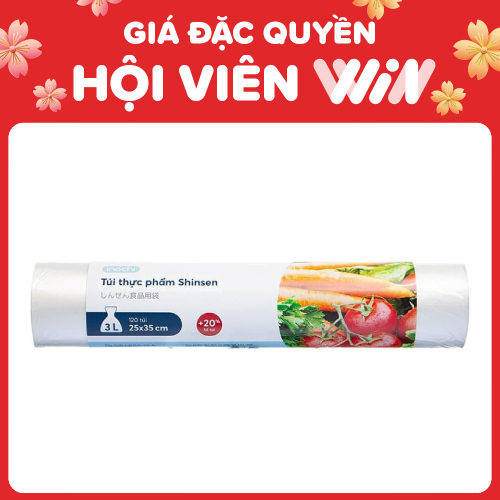 GIÁ ĐẶC QUYỀN
HỘI VIÊN WiN
Túi thực phẩm Shinsen
しんせん食品用袋
3 L
120 túi
25x35 cm
+20%